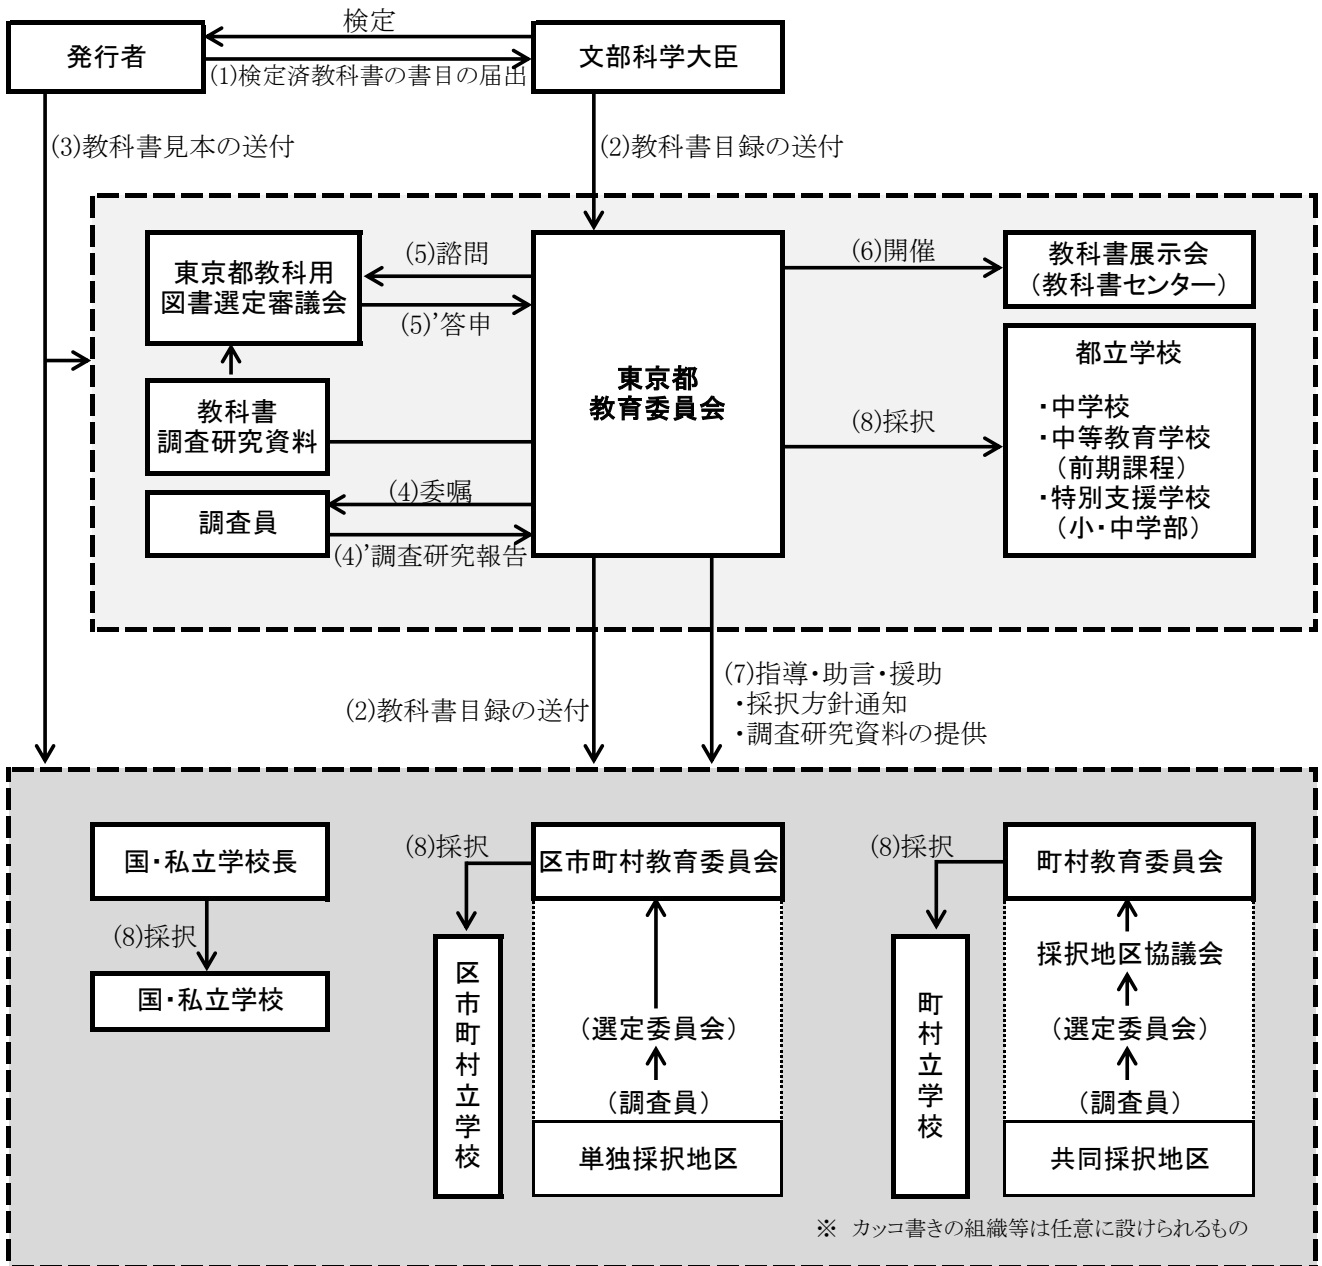 検定
発行者
文部科学大臣
(1)検定済教科書の書目の届出
(3)教科書見本の送付
(2)教科書目録の送付
東京都教科用
図書選定審議会
(5)諮問
(5)’答申
(6)開催
教科書展示会
(教科書センター)
東京都
教育委員会
教科書
調査研究資料
調査員
(4)委嘱
(4)’調査研究報告
(8)採択
都立学校
・中学校
・中等教育学校
(前期課程)
・特別支援学校
(小・中学部)
(2)教科書目録の送付
(7)指導・助言・援助
・採択方針通知
・調査研究資料の提供
国・私立学校長
(8)採択
国・私立学校
(8)採択
区市町村教育委員会
区市町村立学校
(選定委員会)
(調査員)
単独採択地区
(8)採択
町村教育委員会
町村立学校
採択地区協議会
(選定委員会)
(調査員)
共同採択地区
※ カッコ書きの組織等は任意に設けられるもの